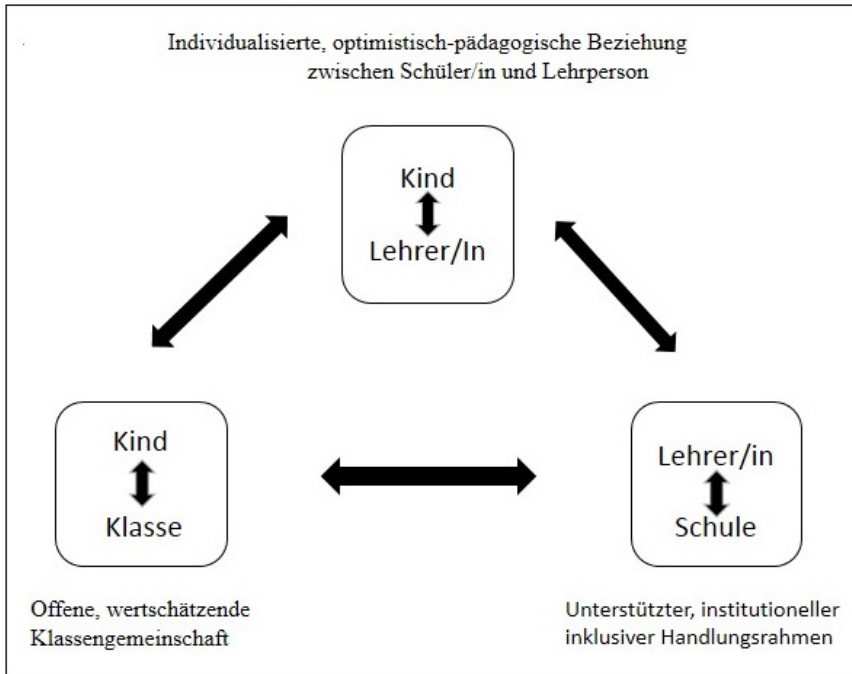 Individualisierte, optimistisch-pädagogische Beziehung
zwischen Schüler/in und Lehrperson
Kind
Lehrer/In
Kind
Klasse
Lehrer/in
Schule
Offene, wertschätzende
Klassengemeinschaft
Unterstützter, institutioneller
inklusiver Handlungsrahmen